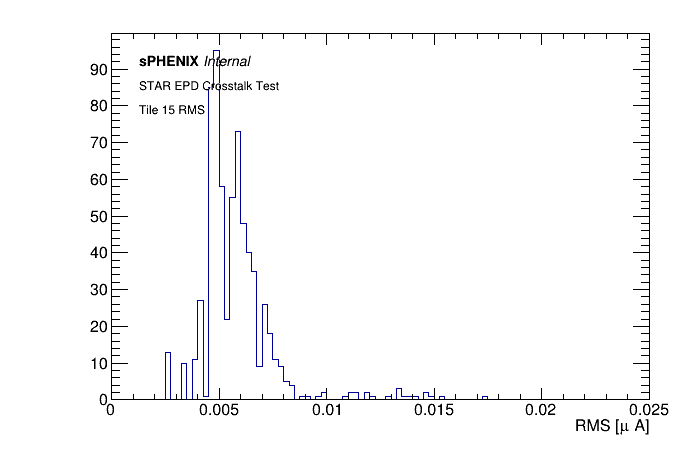 sPHENIX Internal
STAR EPD Crosstalk Test
Tile 15 RMS
90
80
70
60
50
40
30
20
10
0
0 0.005 0.01 0.015 0.02 0.025
RMS [μ A]